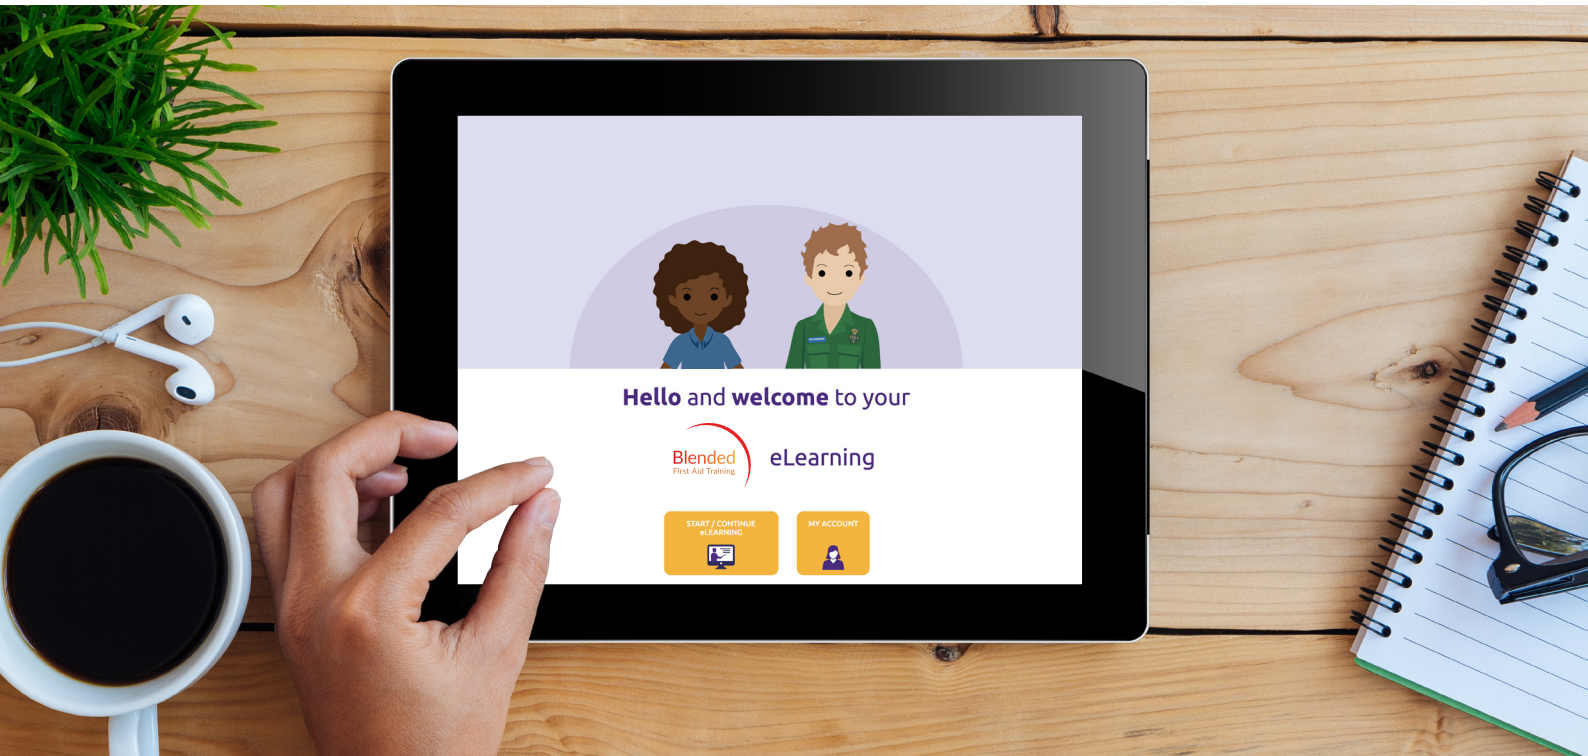 Hello and welcome to your
Blended
First Aid Training
eLearning
START / CONTINUE
eLEARNING
MY ACCOUNT